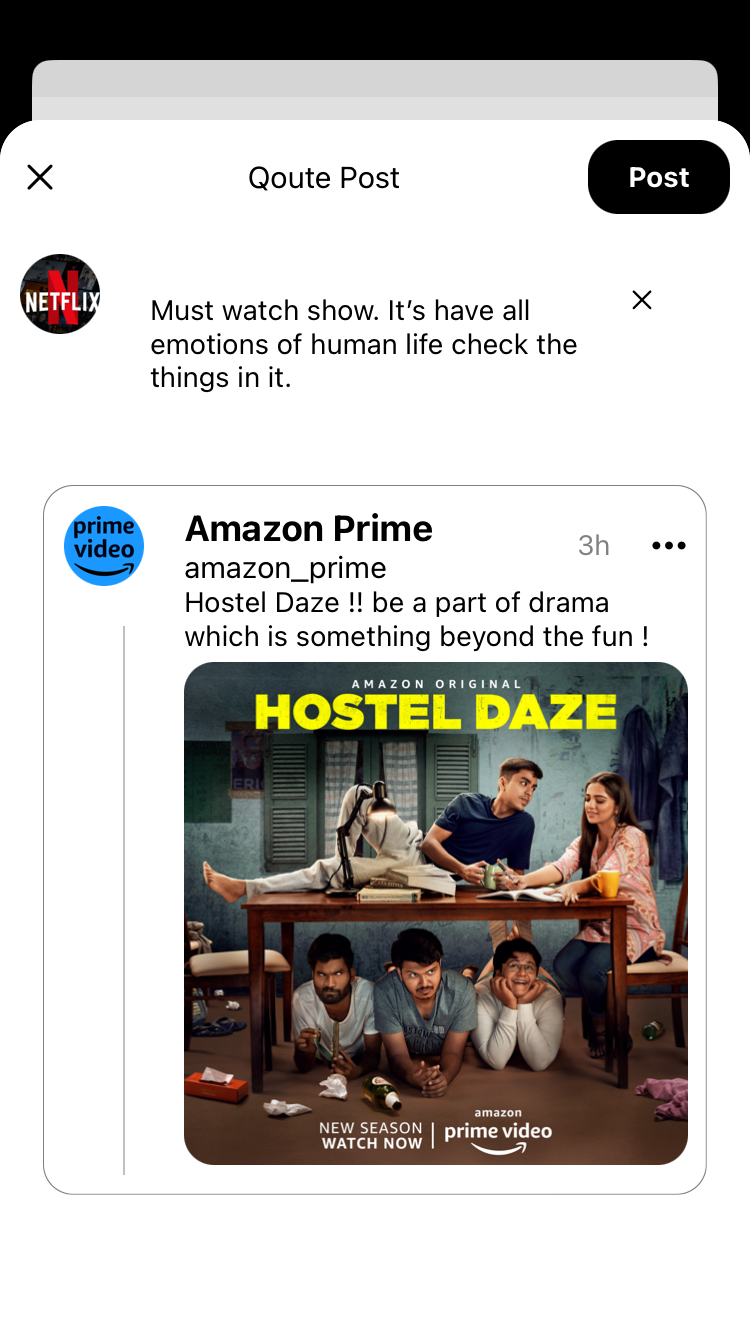 Qoute Post
Post
NETFLIX
Must watch show. It’s have all
emotions of human life check the
things in it.
prime
video
Amazon Prime
3h
amazon_prime
Hostel Daze !! be a part of drama
which is something beyond the fun !
AMAZON ORIGINAL
HOSTEL DAZE
NEW SEASON
WATCH NOW
amazon
prime video